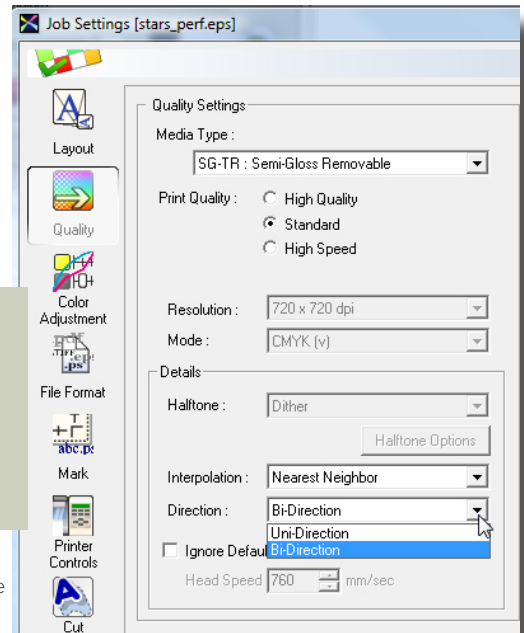 Job Settings [stars_perf.eps]
Layout
Quality
Color
Adjustment
File Format
abc.ps
Mark
Printer
Controls
Cut
Quality Settings
Media Type :
SG-TR : Semi-Gloss Removable
Print Quality :
High Quality
Standard
High Speed
Resolution : 720 x 720 dpi
Mode : CMYK (v)
Details
Halftone : Dither
Halftone Options
Interpolation : Nearest Neighbor
Direction : Bi-Direction
Uni-Direction
Ignore Defau Bi-Direction
Head Speed 760 mm/sec
e